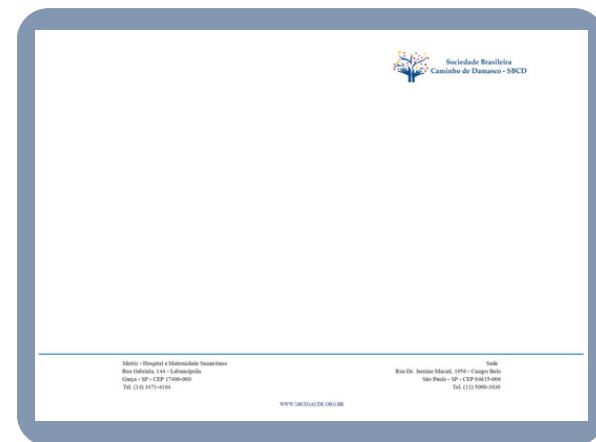 Sociedade Brasileira
Caminho de Damasco - SBCD
Matriz - Hospital e Maternidade Samaritano
Rua Gabriela, 144 - Labienópolis
Garça - SP - CEP 17400-000
Tel. (14) 3471-4164
Sede
Rua Dr. Jesuíno Maciel, 1956 - Campo Belo
São Paulo - SP - CEP 04615-004
Tel. (11) 5090-3030
WWW.SBCDSAUDE.ORG.BR